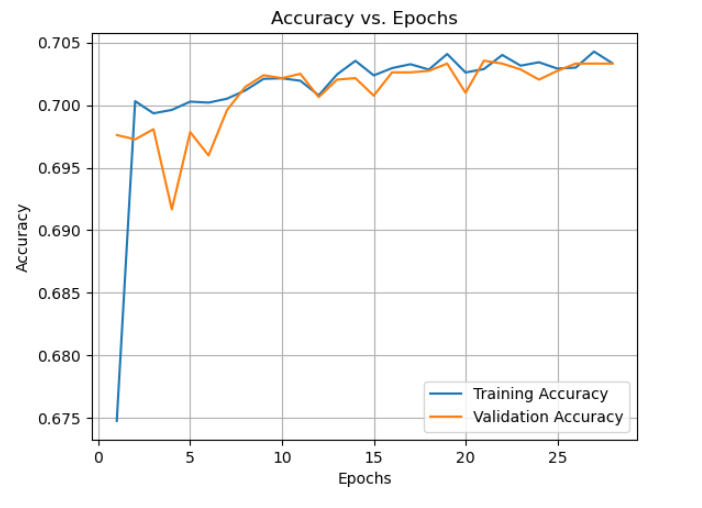 Accuracy vs. Epochs
0.705
0.700
0.695
0.690
0.685
0.680
0.675
Accuracy
Training Accuracy
Validation Accuracy
0 5 10 15 20 25
Epochs